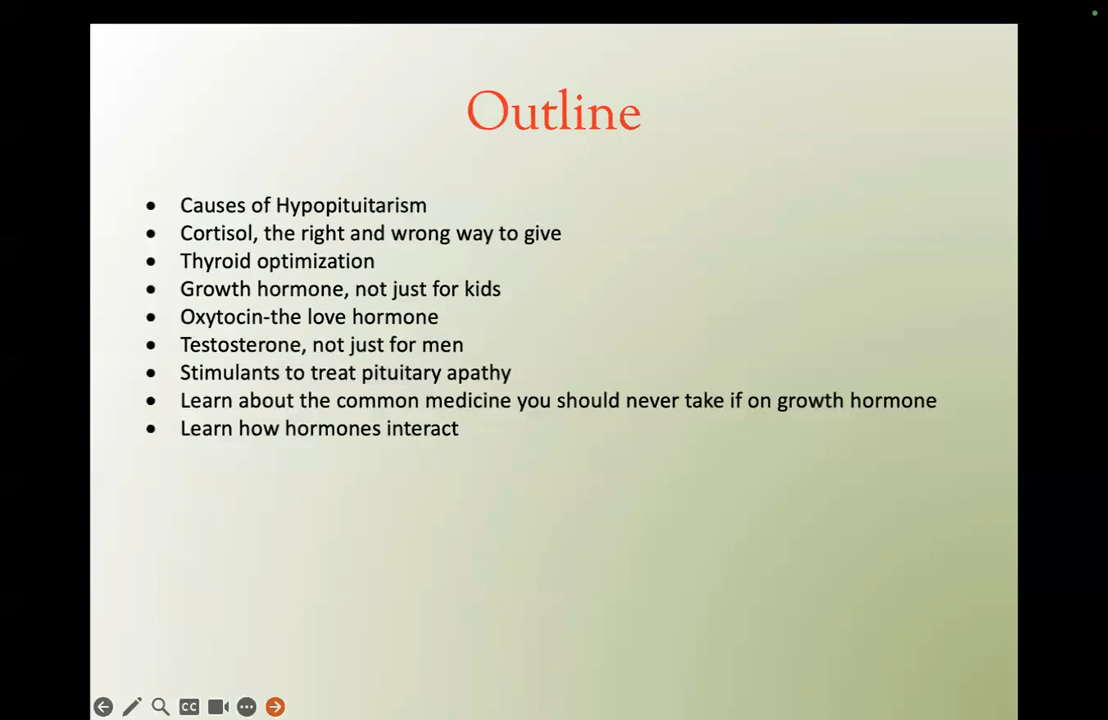 Outline
• Causes of Hypopituitarism
• Cortisol, the right and wrong way to give
• Thyroid optimization
• Growth hormone, not just for kids
• Oxytocin-the love hormone
• Testosterone, not just for men
• Stimulants to treat pituitary apathy
• Learn about the common medicine you should never take if on growth hormone
• Learn how hormones interact
CC